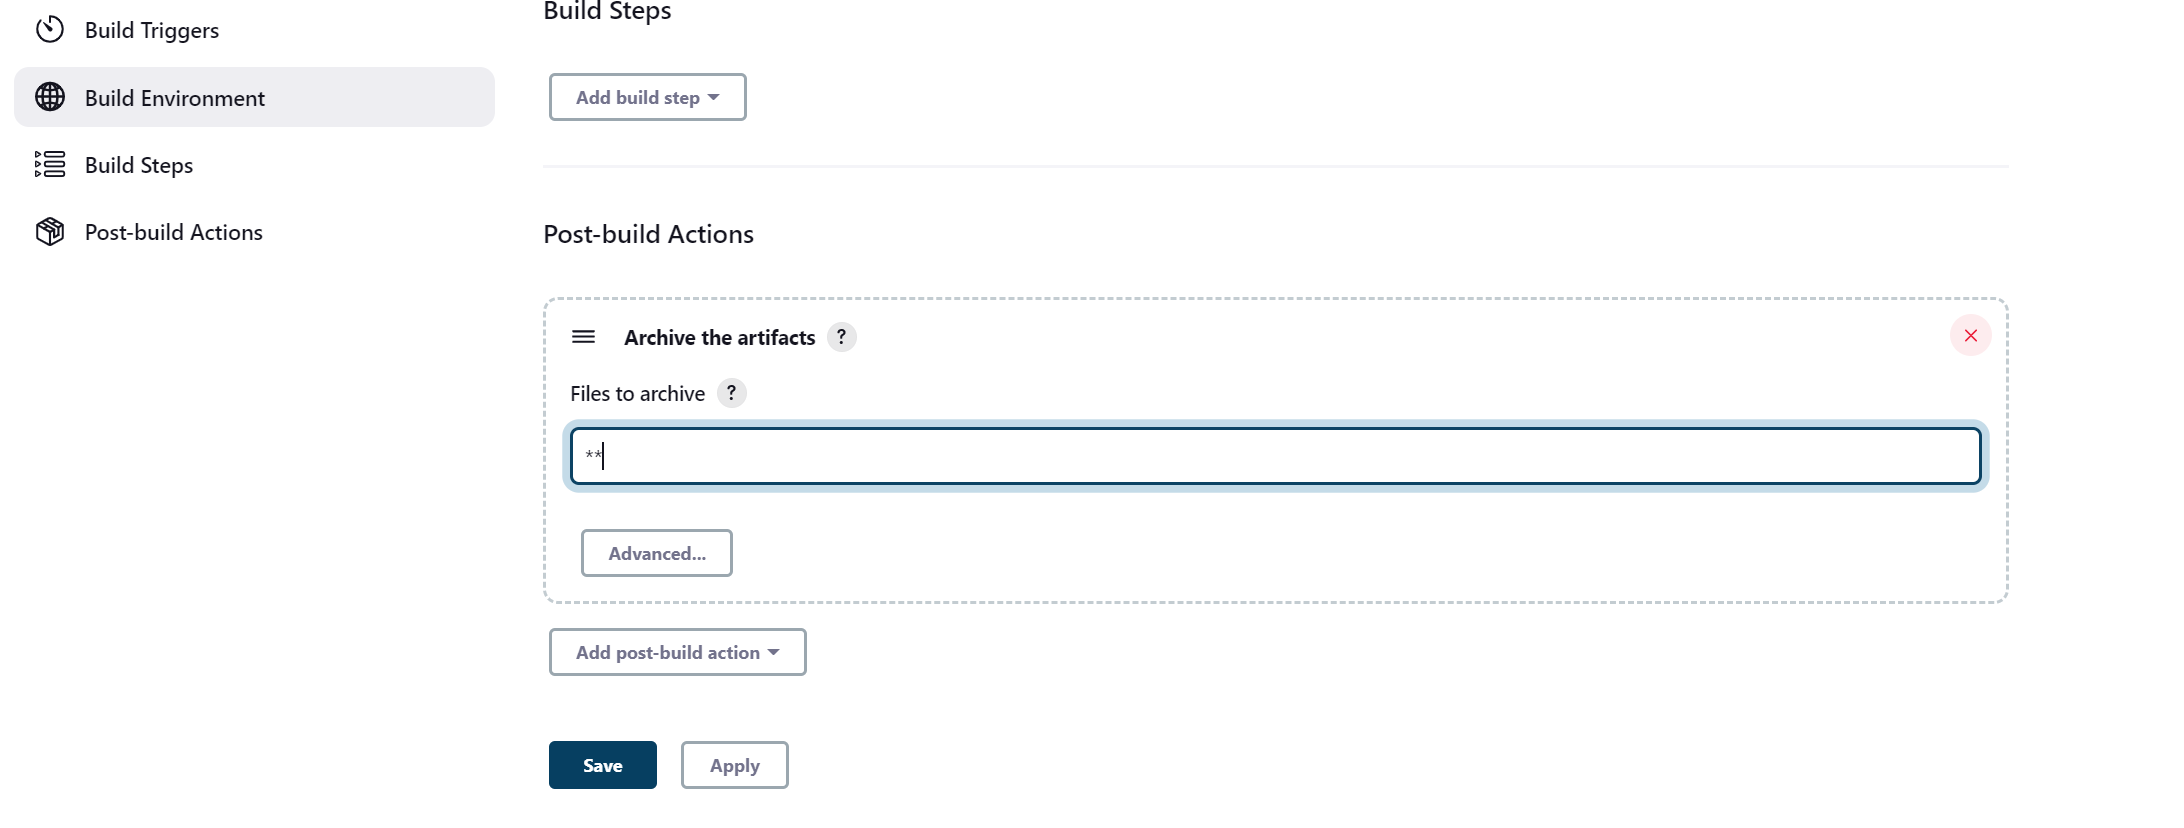 Build Triggers
Build Environment
Build Steps
Post-build Actions
Build Steps
Add build step
Post-build Actions
Archive the artifacts ?
Files to archive ?
**
Advanced...
Add post-build action
Save
Apply